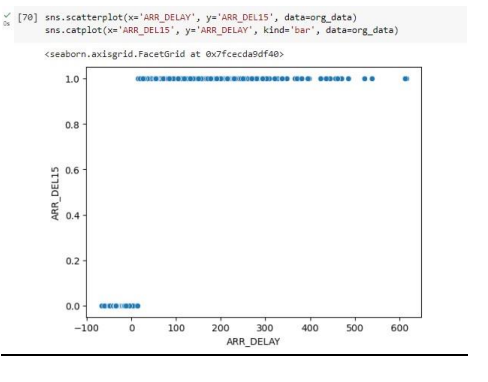 [70] sns.scatterplot(x='ARR_DELAY', y='ARR_DEL15', data=org_data)
sns.catplot(x='ARR_DEL15', y='ARR_DELAY', kind='bar', data=org_data)
<seaborn.axisgrid.FacetGrid at 0x7fcecda9df40>
1.0
0.8
0.6
0.4
0.2
0.0
ARR_DEL15
-100 0 100 200 300 400 500 600
ARR_DELAY